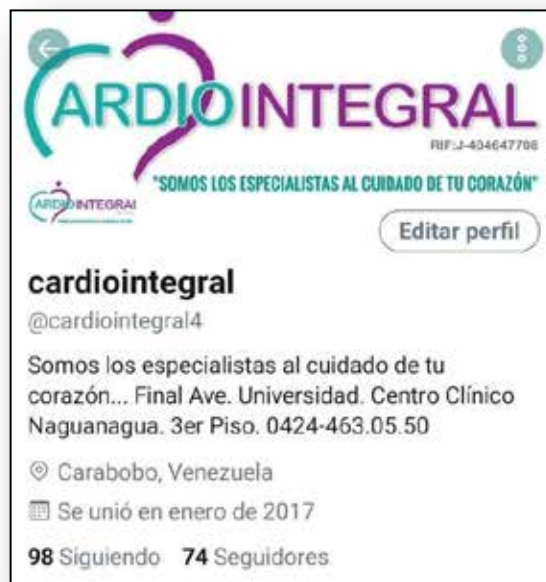 CARDIOINTEGRAL
RIF:J-404647708
"SOMOS LOS ESPECIALISTAS AL CUIDADO DE TU CORAZÓN"
CARDIOINTEGRAL
Editar perfil
cardiointegral
@cardiointegral4
Somos los especialistas al cuidado de tu
corazón... Final Ave. Universidad. Centro Clínico
Naguanagua. 3er Piso. 0424-463.05.50
Carabobo, Venezuela
Se unió en enero de 2017
98 Siguiendo 74 Seguidores